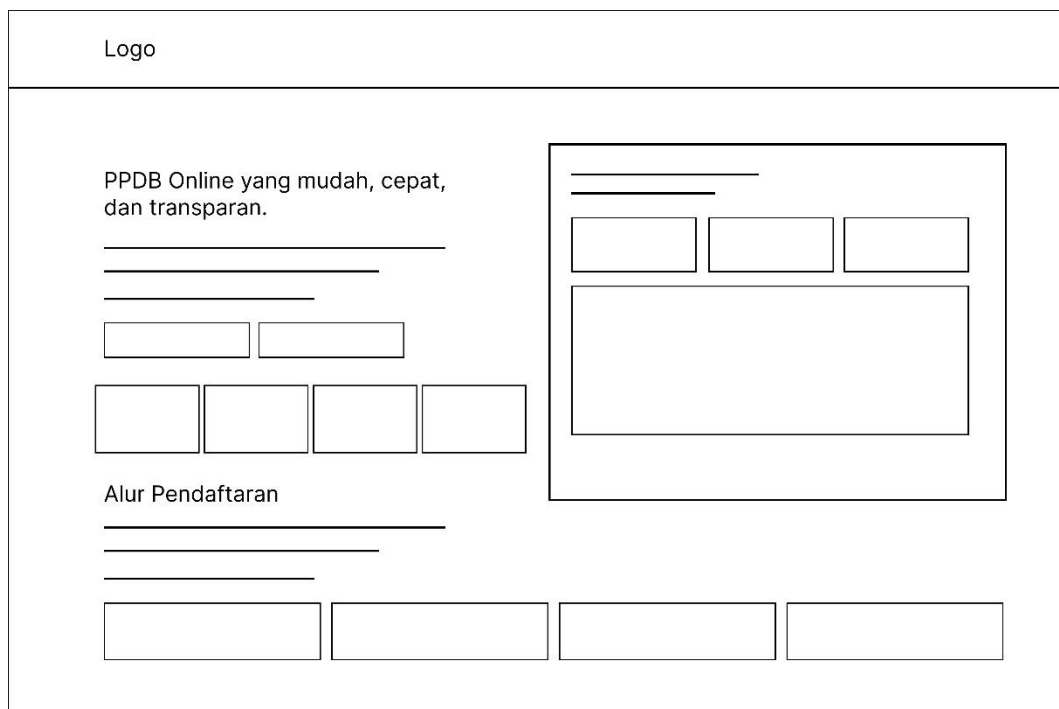 Logo
PPDB Online yang mudah, cepat,
dan transparan.
Alur Pendaftaran